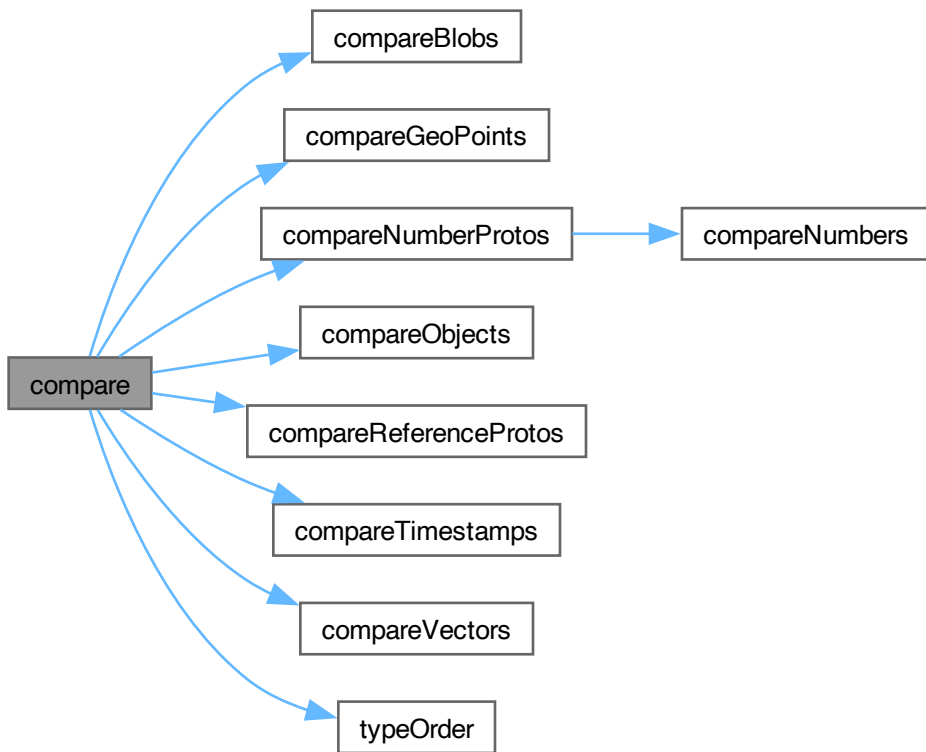 compareBlobs
compareGeoPoints
compareNumberProtos
compareNumbers
compareObjects
compare
compareReferenceProtos
compareTimestamps
compareVectors
typeOrder